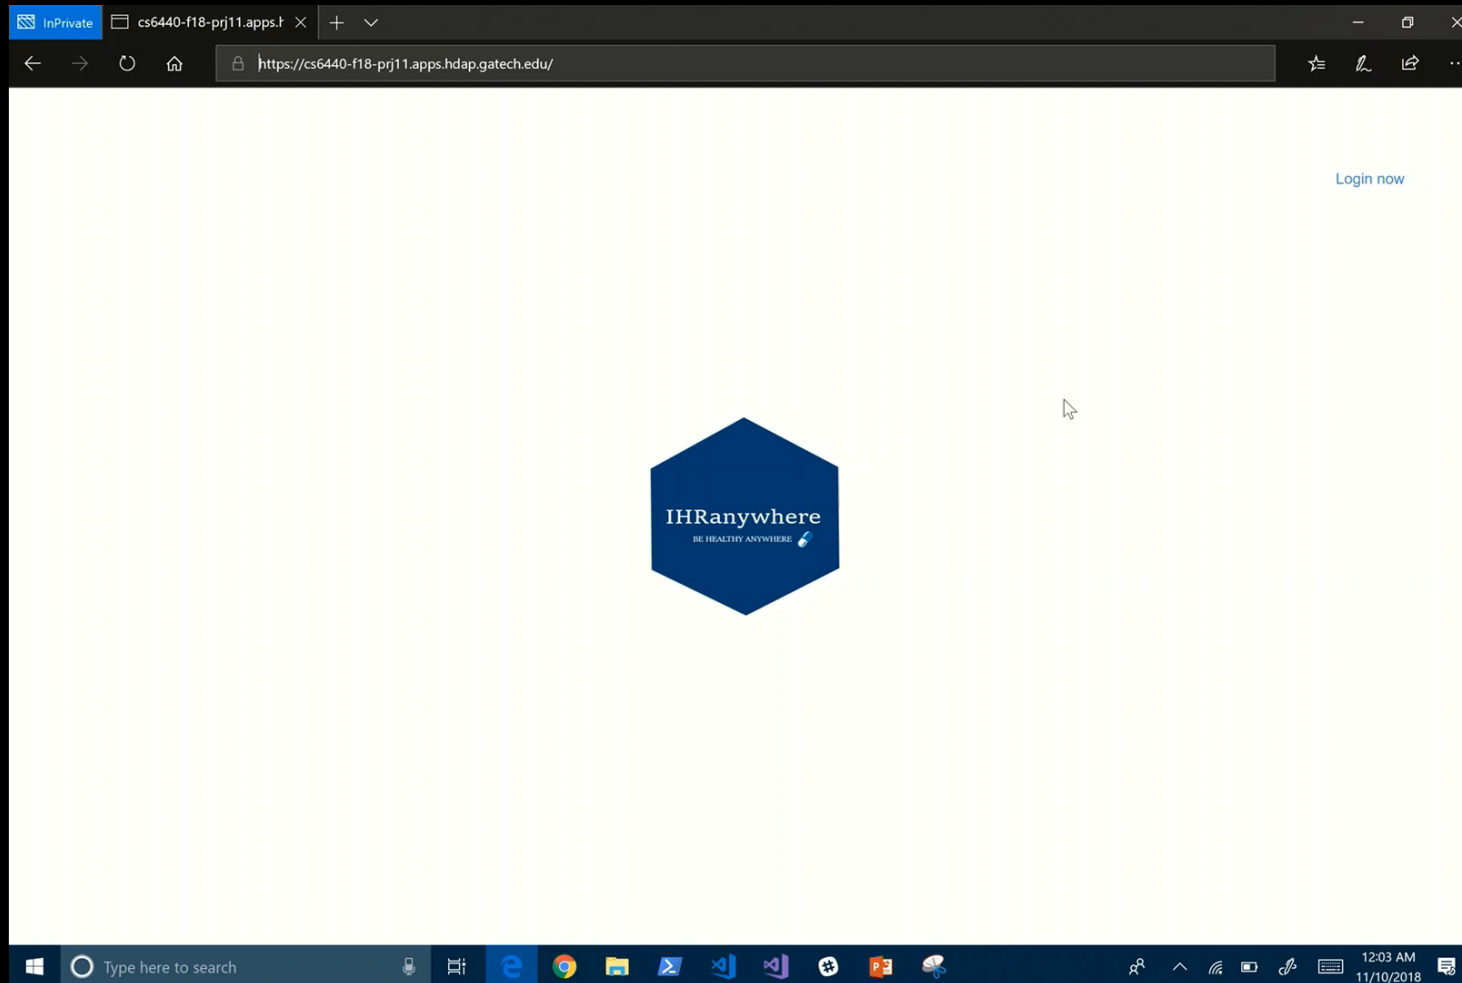 InPrivate
cs6440-f18-prj11.apps.h
https://cs6440-f18-prj11.apps.hdap.gatech.edu/
Login now
IHRanywhere
BE HEALTHY ANYWHERE
Type here to search
12:03 AM
11/10/2018